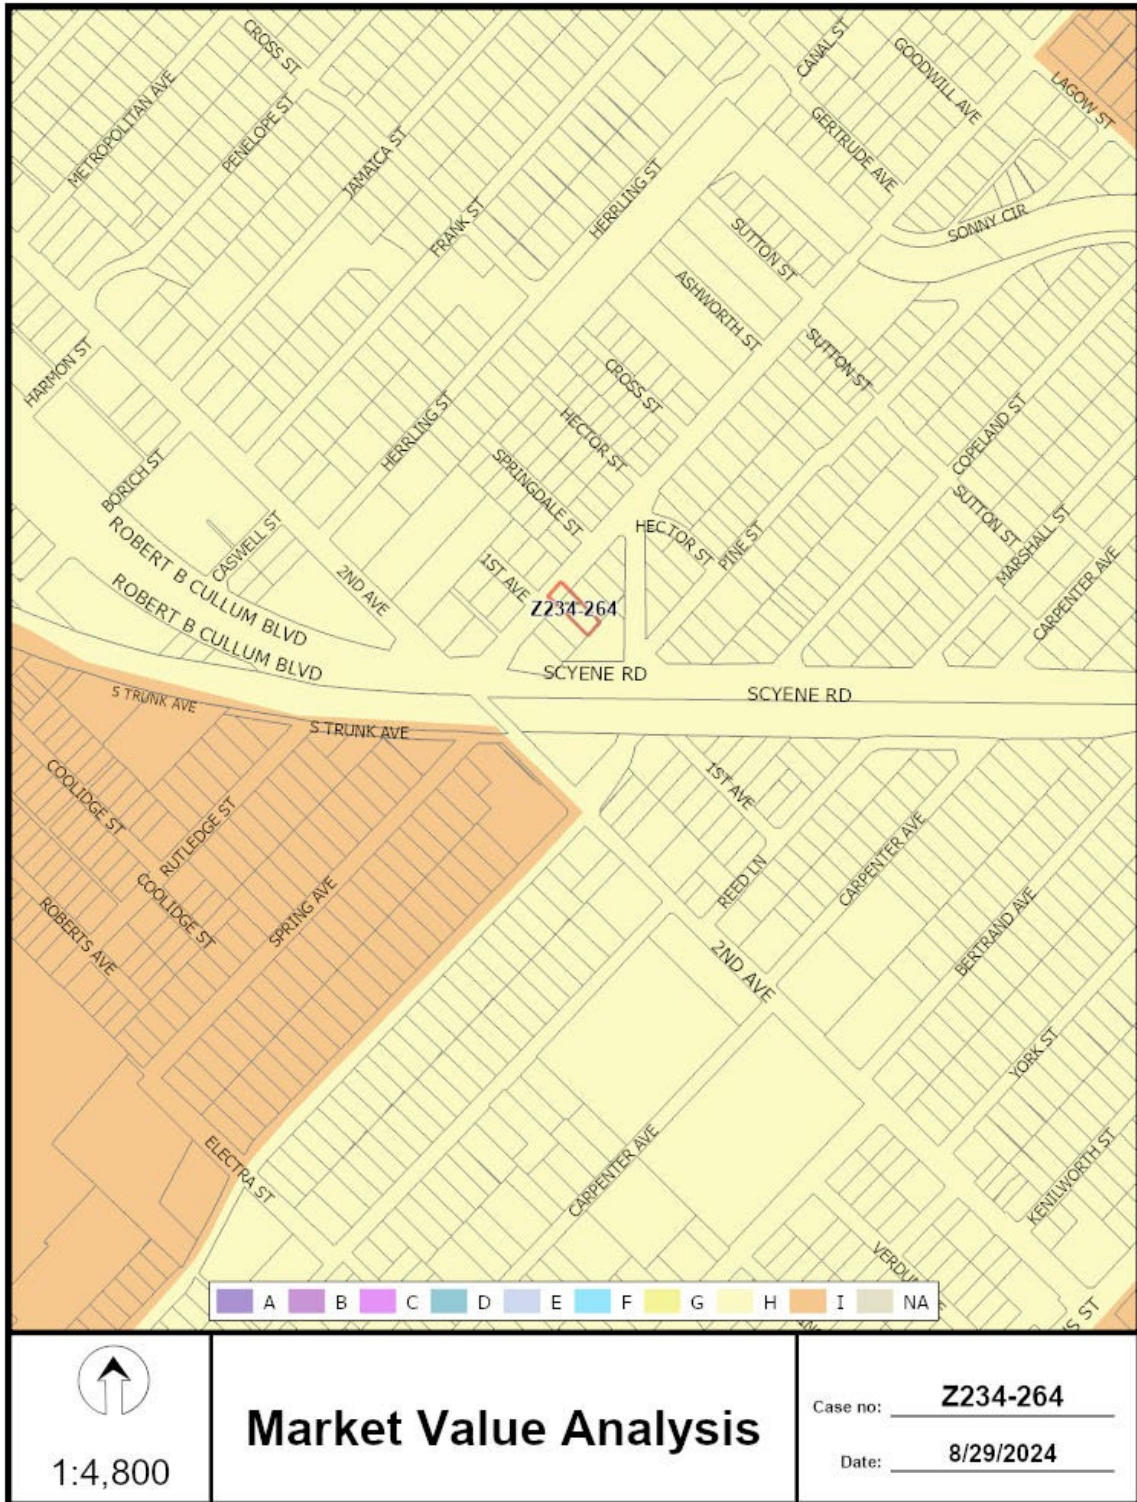 CROSS ST
CANAL ST
GOODWILL AVE
LAGOW ST
METROPOLITAN AVE
PENELOPE ST
JAMAICA ST
GERTRUDE AVE
HERRLING ST
FRANK ST
SONNY CIR
SUTTON ST
ASHWORTH ST
SUTTON ST
HARMON ST
CROSS ST
HERRLING ST
HECTOR ST
COPELAND ST
BORICH ST
SPRINGDALE ST
SUTTON ST
MARSHALL ST
HECTOR ST
PINE ST
CASWELL ST
ROBERT B CULLUM BLVD
2ND AVE
1ST AVE
CARPENTER AVE
Z234-264
ROBERT B CULLUM BLVD
SCYENE RD
SCYENE RD
S TRUNK AVE
S TRUNK AVE
COOLIDGE ST
RUTLEDGE ST
1ST AVE
CARPENTER AVE
REED LN
COOLIDGE ST
SPRING AVE
ROBERTS AVE
BERTRAND AVE
2ND AVE
YORK ST
ELECTRA ST
CARPENTER AVE
KENILWORTH ST
A B C D E F G H I NA
1:4,800
Market Value Analysis
Case no: Z234-264
Date: 8/29/2024